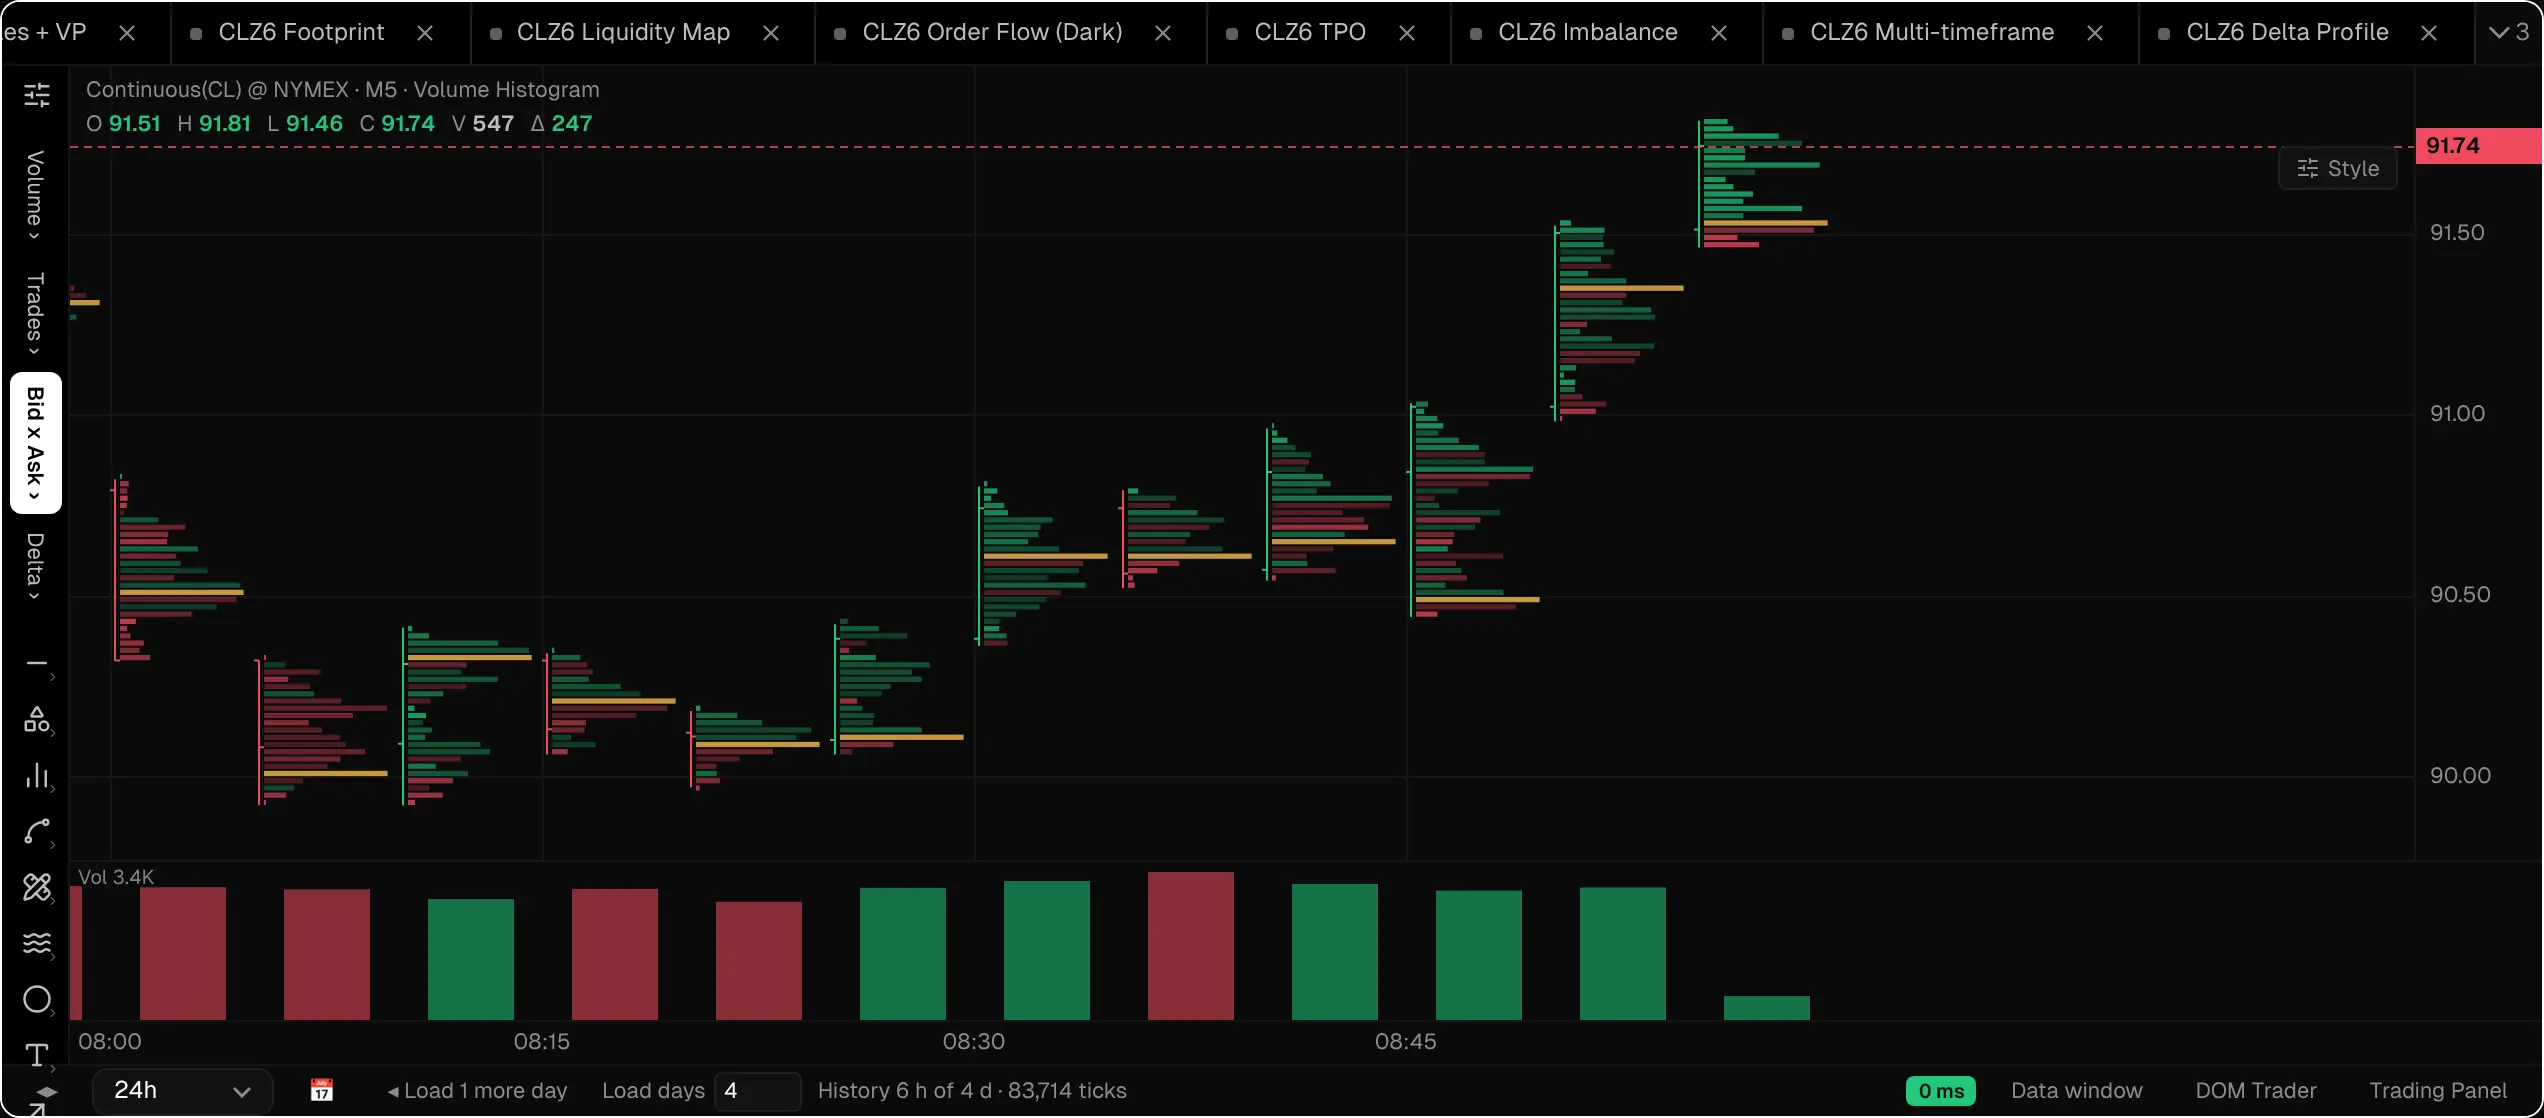 es + VP
CLZ6 Footprint
CLZ6 Liquidity Map
CLZ6 Order Flow (Dark)
CLZ6 TPO
CLZ6 Imbalance
CLZ6 Multi-timeframe
CLZ6 Delta Profile
3
Continuous(CL) @ NYMEX · M5 · Volume Histogram
O 91.51 H 91.81 L 91.46 C 91.74 V 547 Δ 247
Volume ›
Trades ›
Bid x Ask ›
Delta ›
Style
91.74
91.50
91.00
90.50
90.00
Vol 3.4K
08:00
08:15
08:30
08:45
24h
17
Load 1 more day
Load days
4
History 6 h of 4 d · 83,714 ticks
0 ms
Data window
DOM Trader
Trading Panel